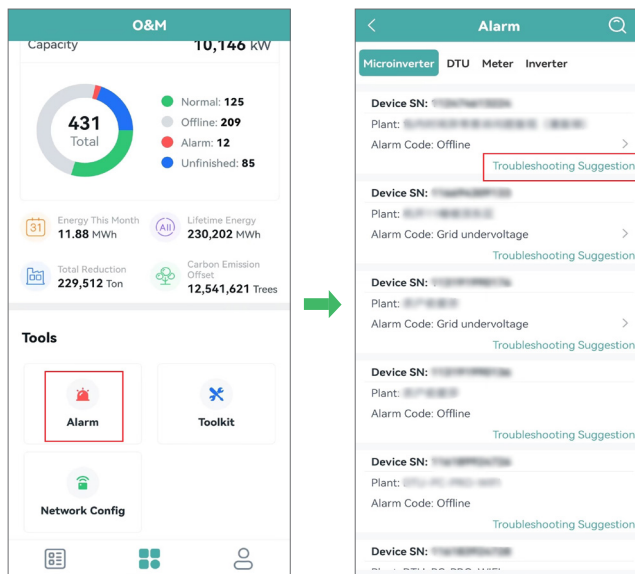 O&M
Capacity
10,146 kW
431
Total
Normal: 125
Offline: 209
Alarm: 12
Unfinished: 85
31
Energy This Month
11.88 MWh
All
Lifetime Energy
230,202 MWh
Total Reduction
229,512 Ton
Carbon Emission
Offset
12,541,621 Trees
Tools
Alarm
Toolkit
Network Config
Alarm
Microinverter DTU Meter Inverter
Device SN:
Plant:
Alarm Code: Offline
Troubleshooting Suggestion
Device SN:
Plant:
Alarm Code: Grid undervoltage
Troubleshooting Suggestion
Device SN:
Plant:
Alarm Code: Grid undervoltage
Troubleshooting Suggestion
Device SN:
Plant:
Alarm Code: Offline
Troubleshooting Suggestion
Device SN:
Plant:
Alarm Code: Offline
Troubleshooting Suggestion
Device SN: